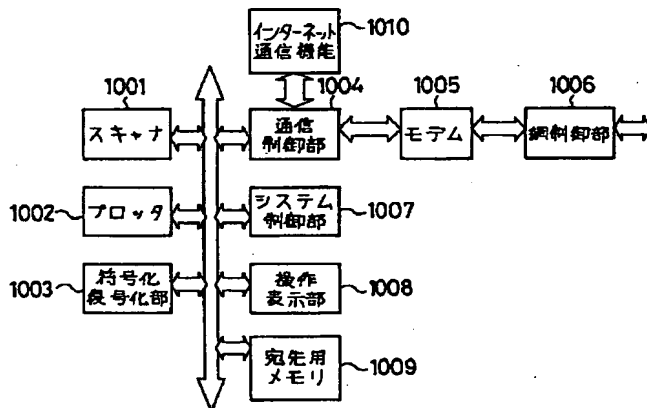 インターネット
通信機能
1010
1001
スキャナ
1004
通信
制御部
1005
モデム
1006
網制御部
1002
プロッタ
システム
制御部
1007
1003
符号化
復号化部
操作
表示部
1008
宛先用
メモリ
1009